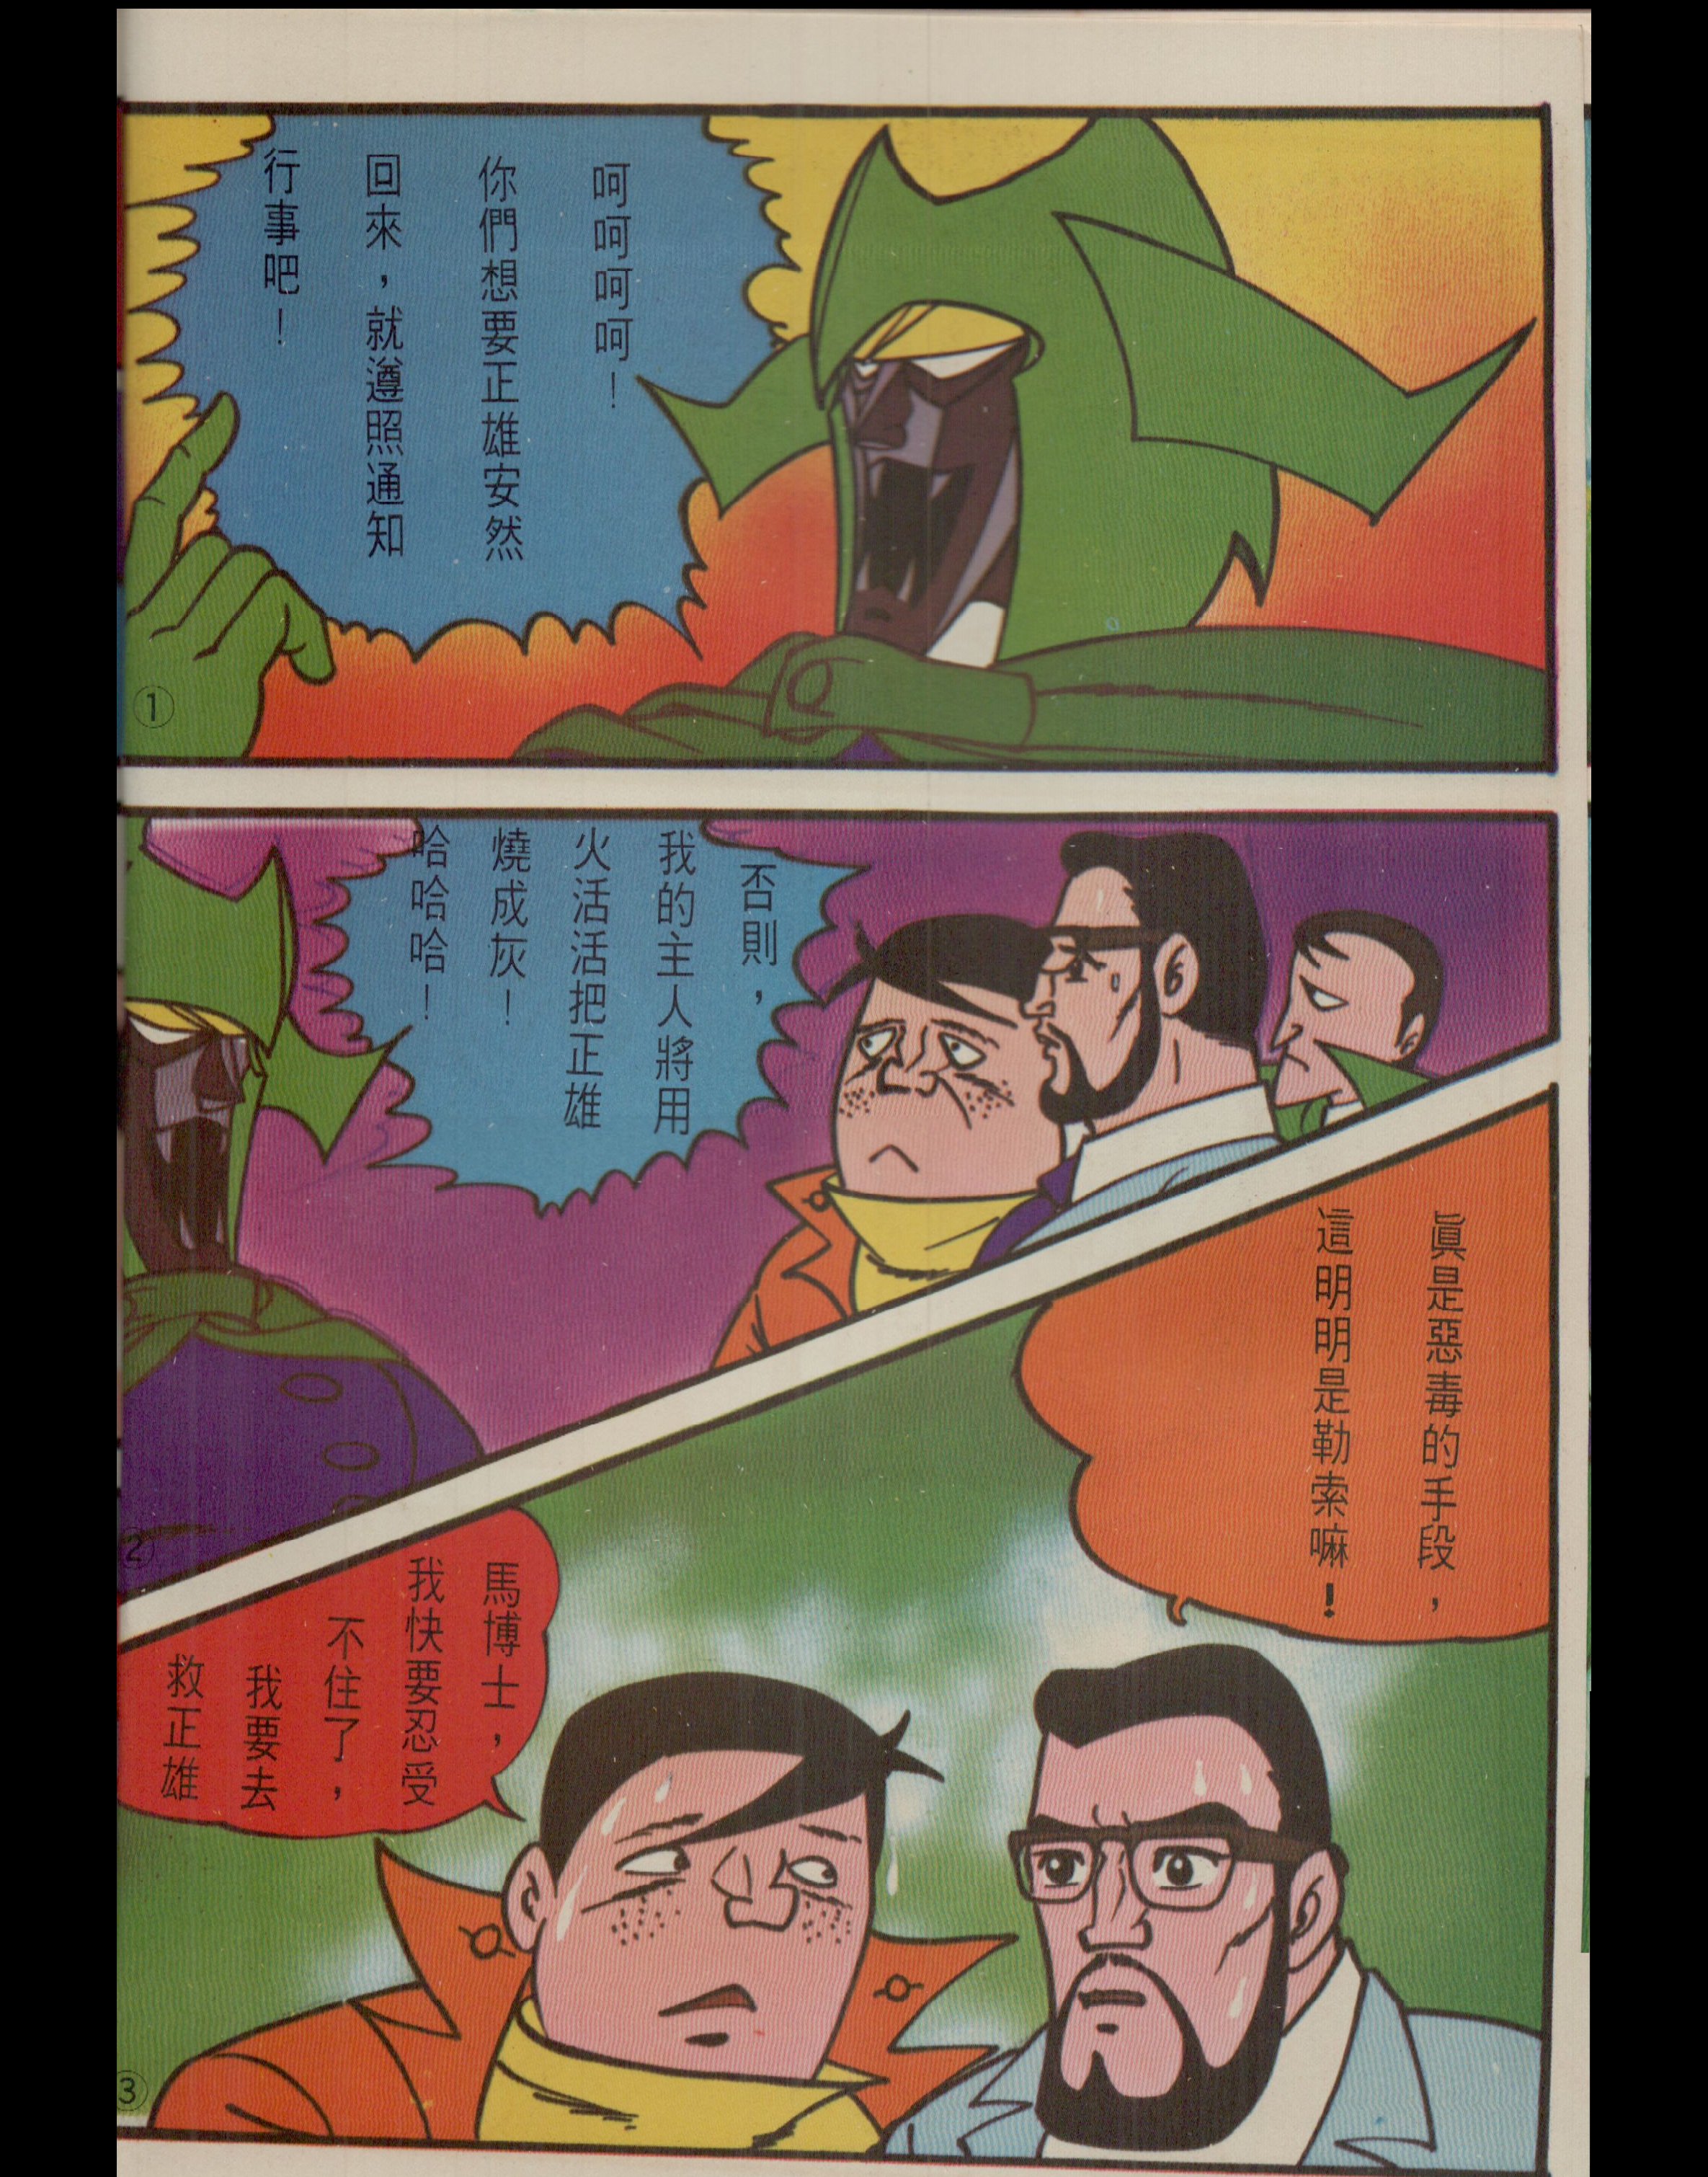 呵呵呵呵！
你們想要正雄安然
回來，就遵照通知
行事吧！
①
否則，
我的主人將用
火活活把正雄
燒成灰！
哈哈哈！
②
眞是惡毒的手段，
這明明是勒索嘛！
馬博士，
我快要忍受
不住了，
我要去
救正雄
③